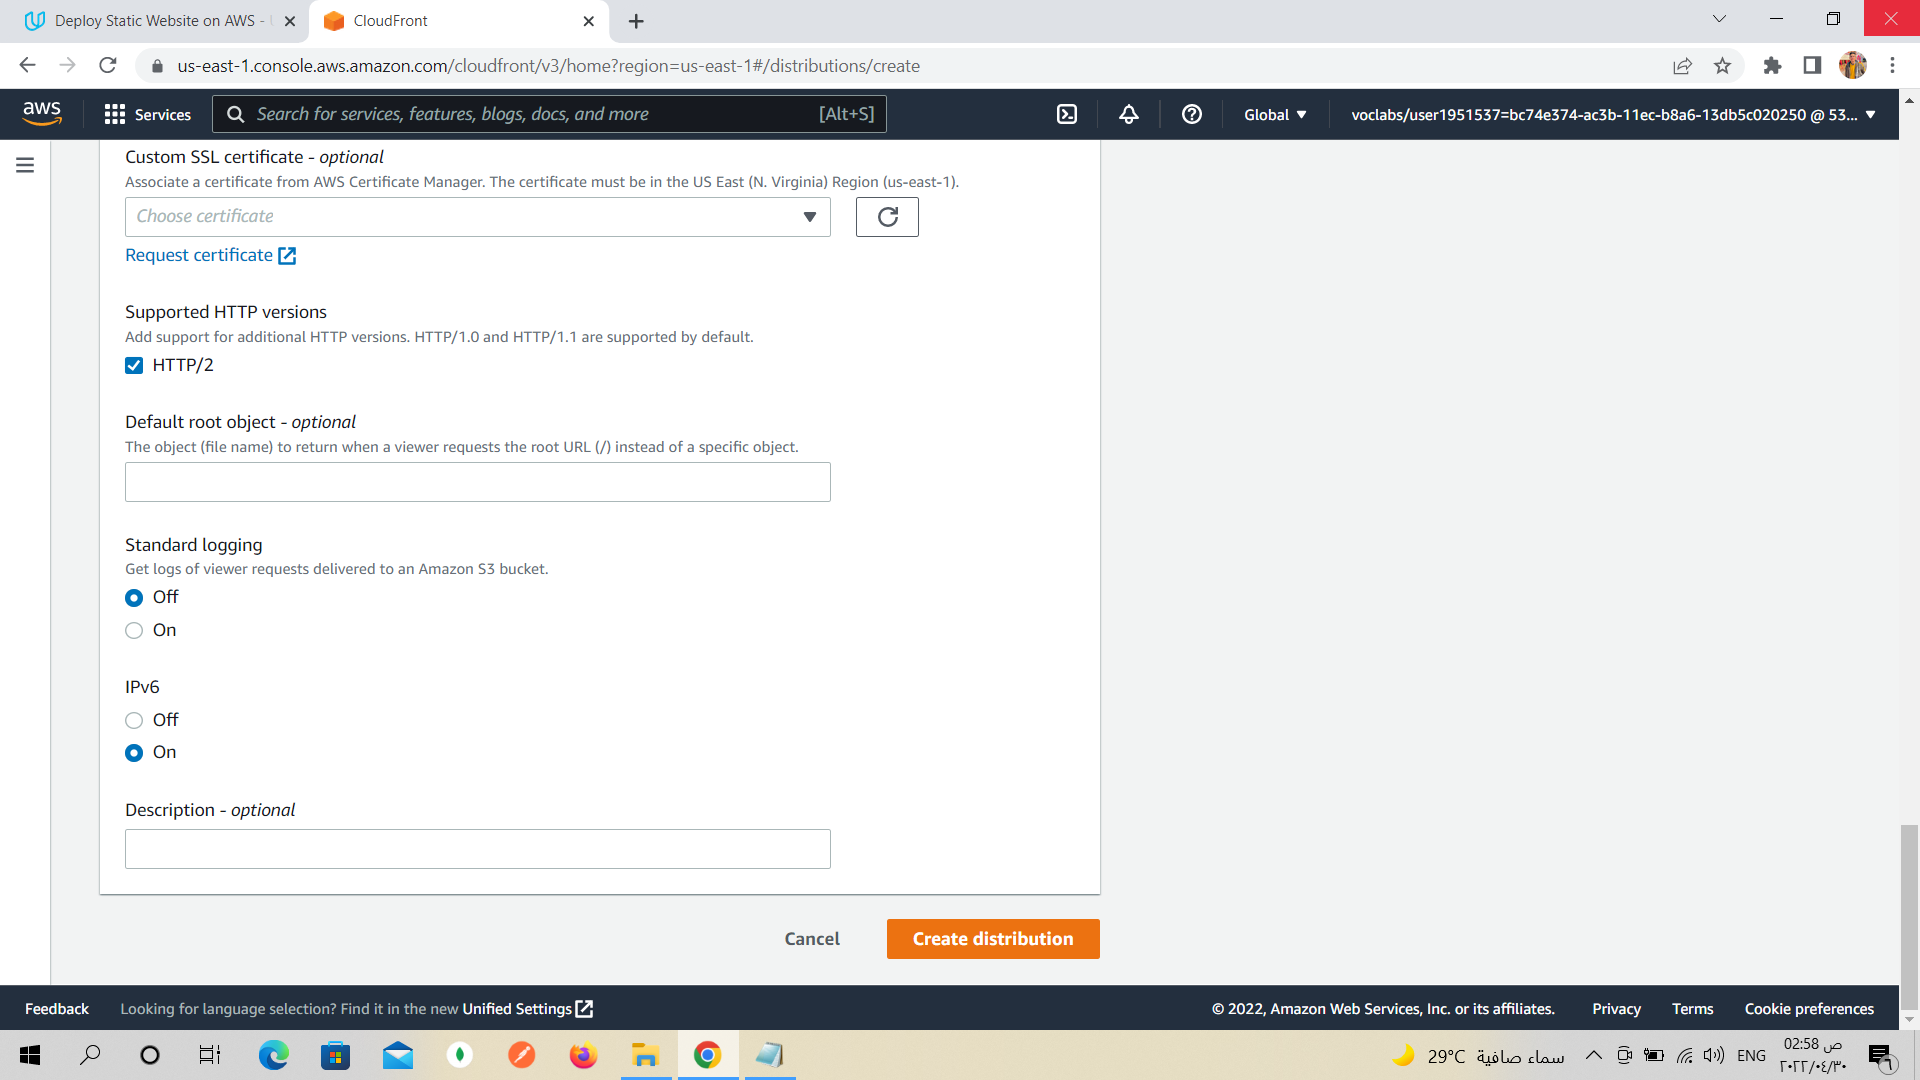 Deploy Static Website on AWS -
CloudFront
us-east-1.console.aws.amazon.com/cloudfront/v3/home?region=us-east-1#/distributions/create
aws
Services
Search for services, features, blogs, docs, and more
[Alt+S]
Global
voclabs/user1951537=bc74e374-ac3b-11ec-b8a6-13db5c020250 @ 53...
Custom SSL certificate - optional
Associate a certificate from AWS Certificate Manager. The certificate must be in the US East (N. Virginia) Region (us-east-1).
Choose certificate
Request certificate
Supported HTTP versions
Add support for additional HTTP versions. HTTP/1.0 and HTTP/1.1 are supported by default.
HTTP/2
Default root object - optional
The object (file name) to return when a viewer requests the root URL (/) instead of a specific object.
Standard logging
Get logs of viewer requests delivered to an Amazon S3 bucket.
Off
On
IPv6
Off
On
Description - optional
Cancel
Create distribution
Feedback
Looking for language selection? Find it in the new Unified Settings
© 2022, Amazon Web Services, Inc. or its affiliates.
Privacy
Terms
Cookie preferences
29°C سماء صافية
ENG
02:58 ص
٢٠٢٢/٠٤/٣٠
٦